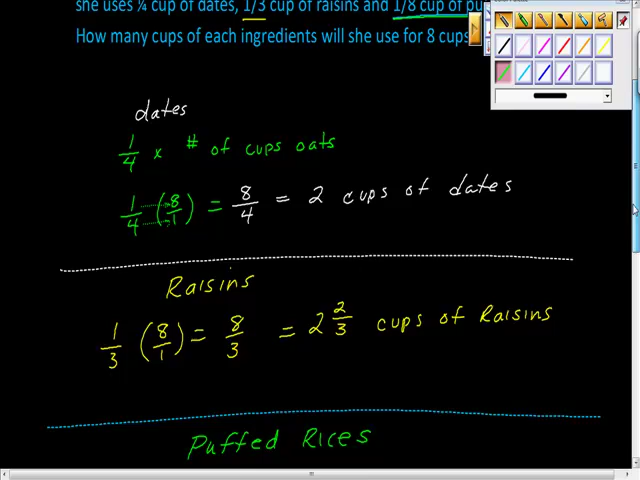 she uses ¼ cup of dates, 1/3 cup of raisins and 1/8 cup of pu
How many cups of each ingredients will she use for 8 cups
dates
1/4 x # of cups oats
1/4 (8/1) = 8/4 = 2 cups of dates
Raisins
1/3 (8/1) = 8/3 = 2 2/3 cups of Raisins
Puffed Rices